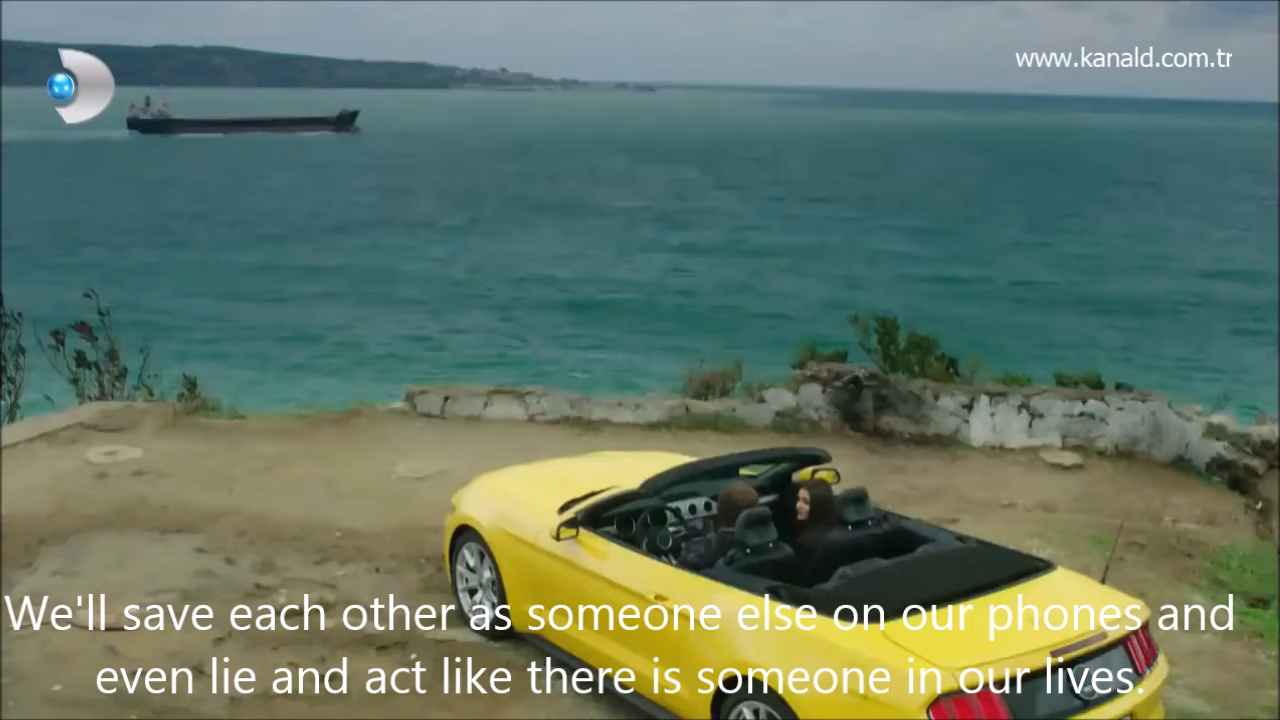 www.kanald.com.tr
We'll save each other as someone else on our phones and
even lie and act like there is someone in our lives.